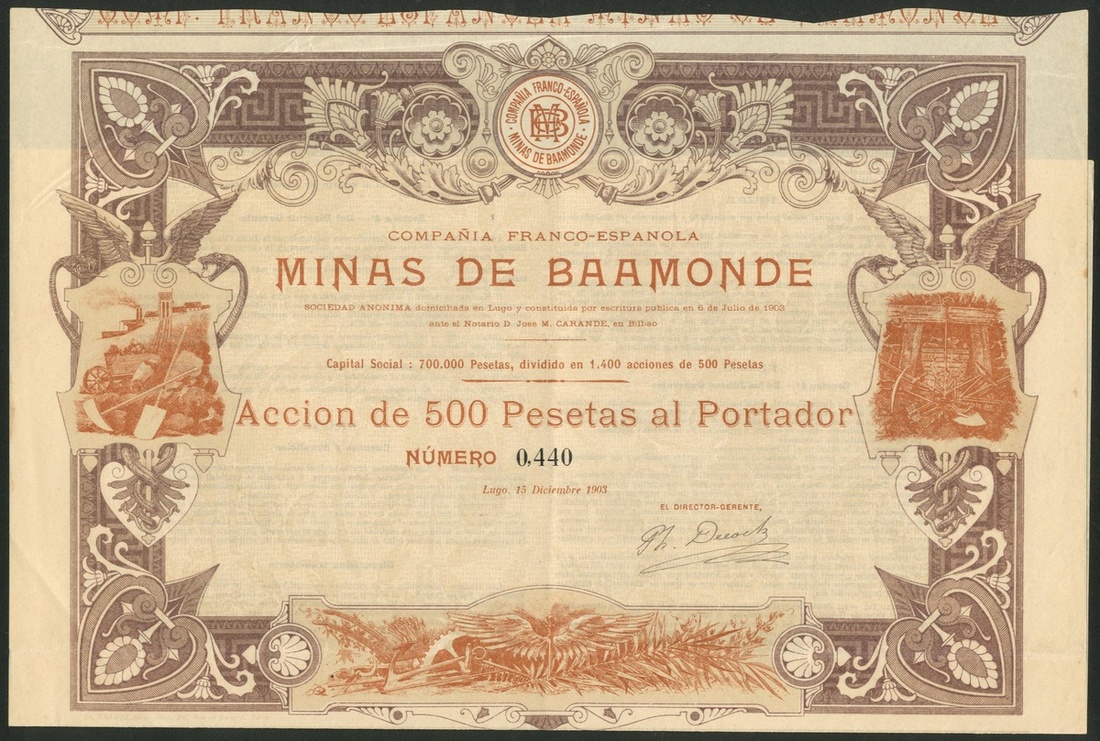 COMPAÑIA FRANCO-ESPAÑOLA
MINAS DE BAAMONDE
COMPAÑIA FRANCO-ESPANOLA
MINAS DE BAAMONDE
SOCIEDAD ANONIMA domiciliada en Lugo y constituida por escritura publica en 6 de Julio de 1903
ante el Notario D. Jose M. CARANDE, en Bilbao
Capital Social : 700.000 Pesetas, dividido en 1.400 acciones de 500 Pesetas
Accion de 500 Pesetas al Portador
NÚMERO 0,440
Lugo, 15 Diciembre 1903
EL DIRECTOR-GERENTE,